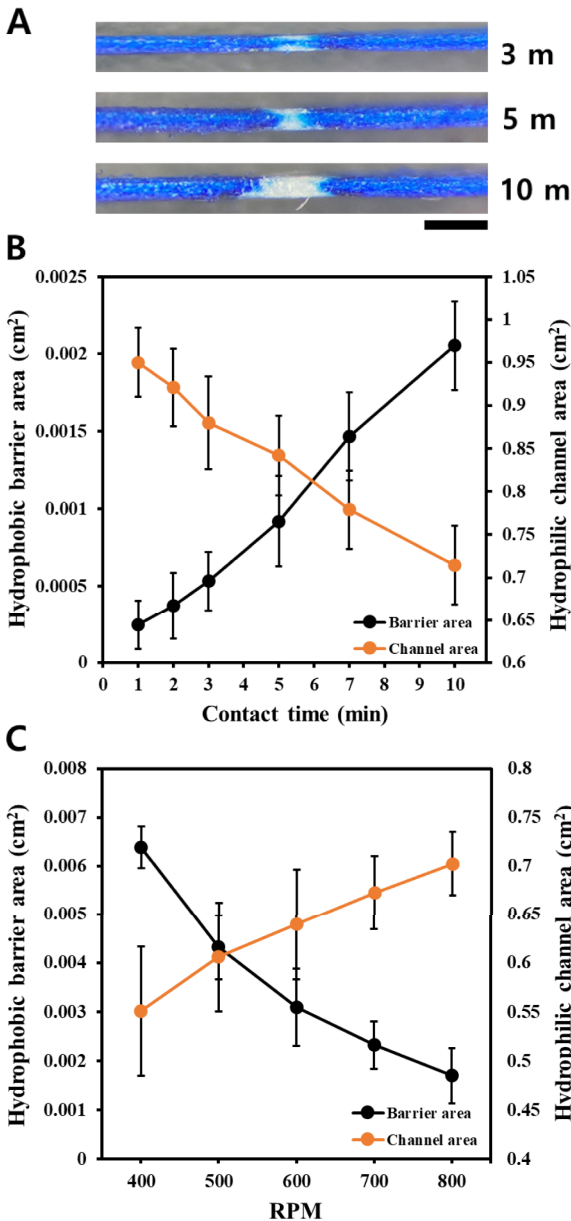 A
3 m
5 m
10 m
B
Hydrophobic barrier area (cm²)
0.0025
0.002
0.0015
0.001
0.0005
0
1.05
1
0.95
0.9
0.85
0.8
0.75
0.7
0.65
0.6
Hydrophilic channel area (cm²)
Barrier area
Channel area
0 1 2 3 4 5 6 7 8 9 10
Contact time (min)
C
Hydrophobic barrier area (cm²)
0.008
0.007
0.006
0.005
0.004
0.003
0.002
0.001
0
0.8
0.75
0.7
0.65
0.6
0.55
0.5
0.45
0.4
Hydrophilic channel area (cm²)
Barrier area
Channel area
400 500 600 700 800
RPM